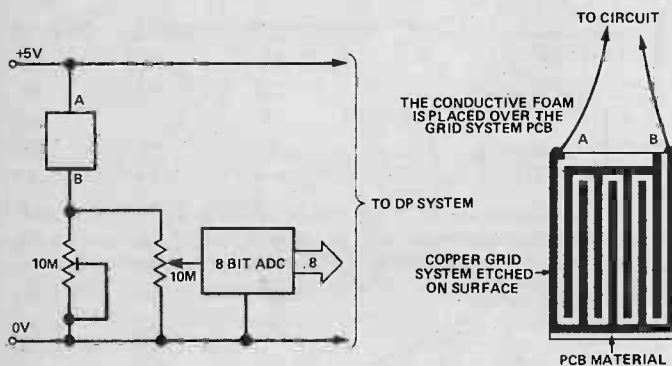 +5V
A
B
10M
10M
8 BIT ADC
8
0V
TO DP SYSTEM
TO CIRCUIT
THE CONDUCTIVE FOAM
IS PLACED OVER THE
GRID SYSTEM PCB
A
B
COPPER GRID
SYSTEM ETCHED
ON SURFACE
PCB MATERIAL